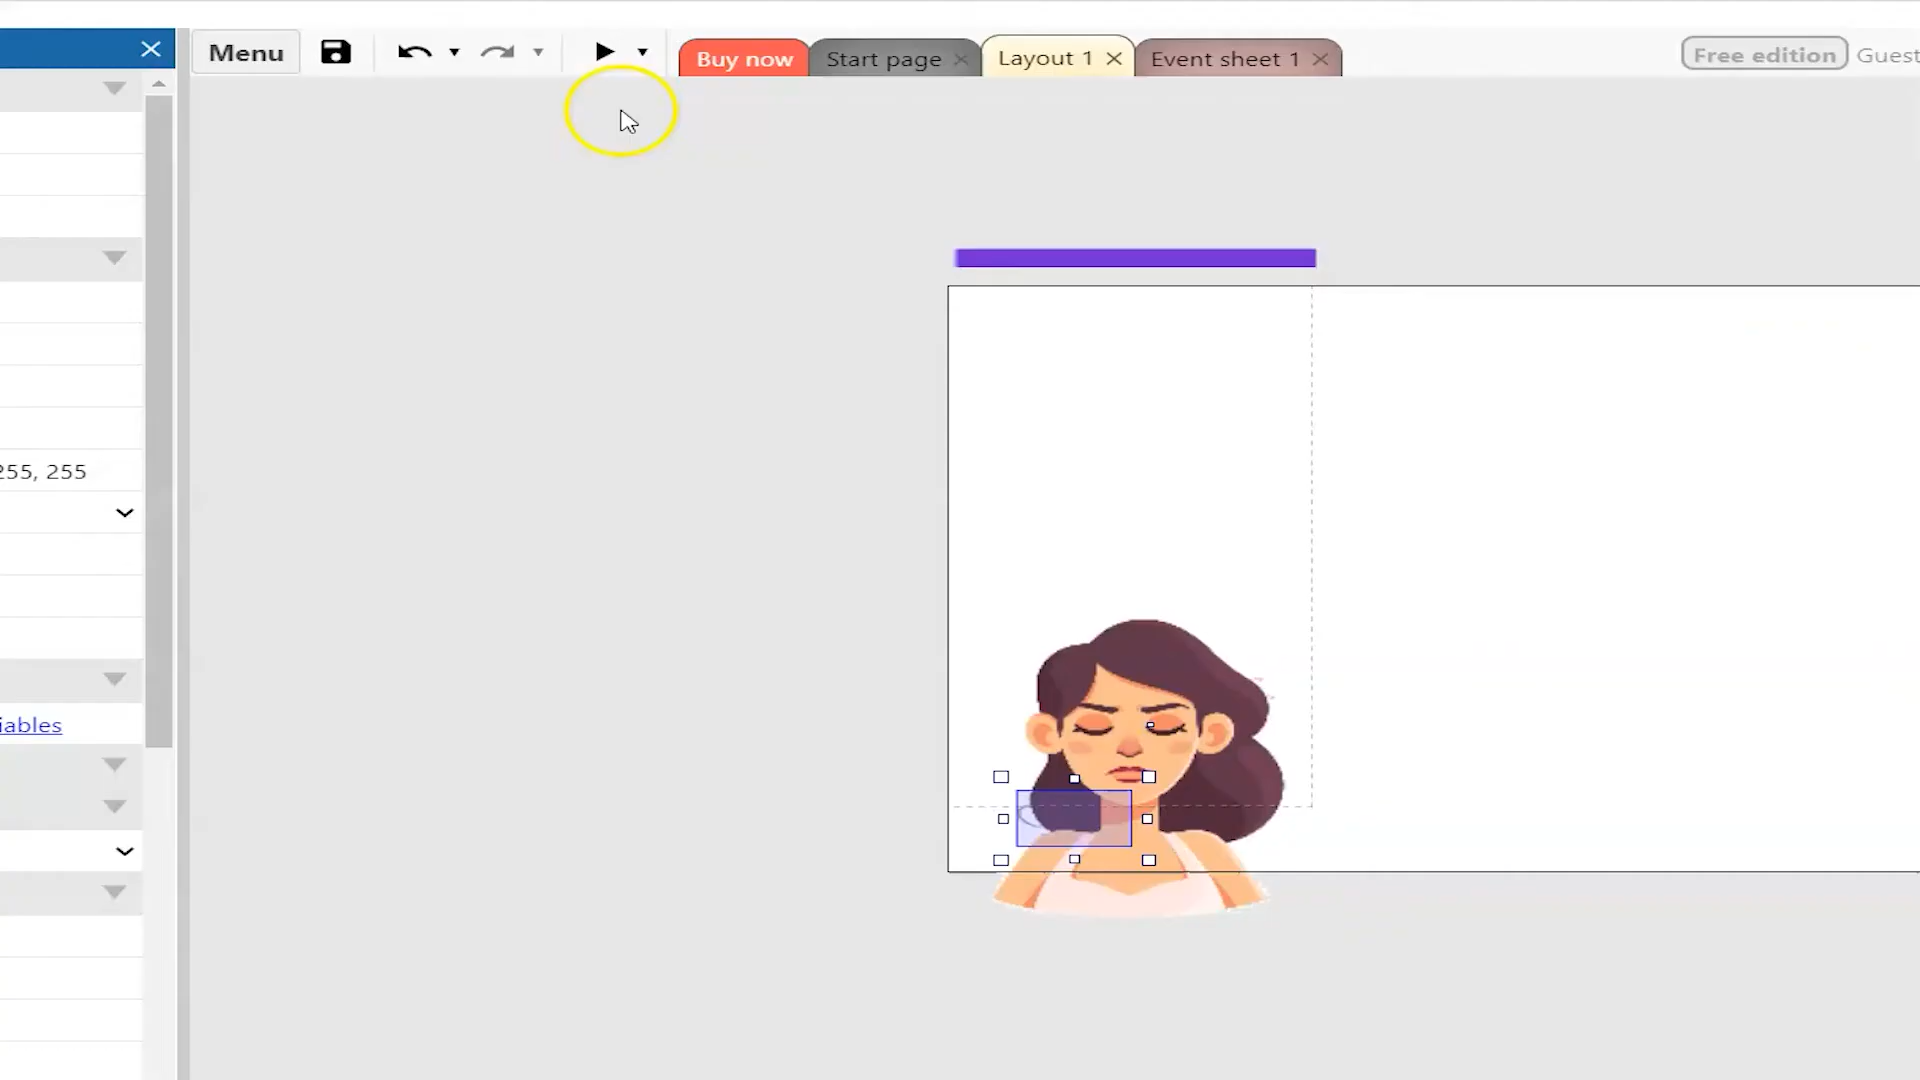 Menu
Buy now
Start page
Layout 1
Event sheet 1
Free edition
Guest
255, 255
iables